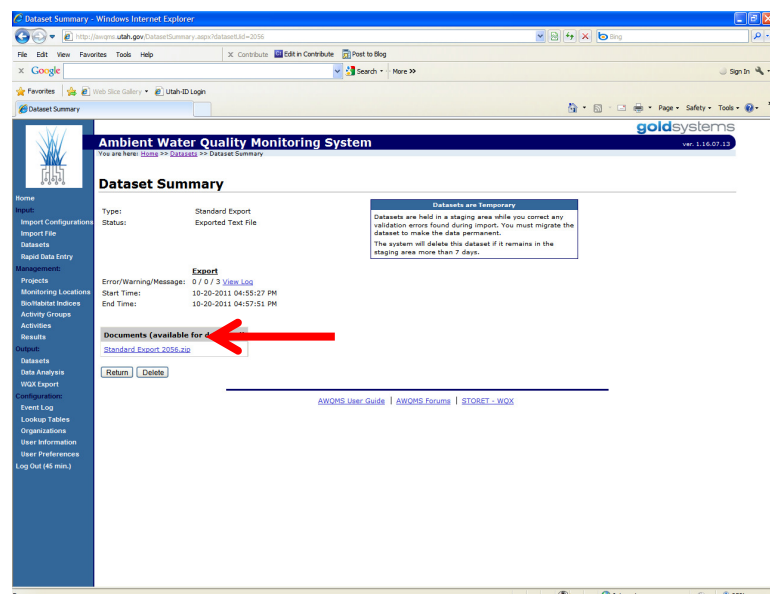 Dataset Summary - Windows Internet Explorer
http://awqms.utah.gov/DatasetSummary.aspx?datasetUid=2056
Bing
File Edit View Favorites Tools Help
x Contribute Edit in Contribute Post to Blog
x Google
Search More >>
Sign In
Favorites
Web Slice Gallery
Utah-ID Login
Dataset Summary
Page Safety Tools
goldsystems
Ambient Water Quality Monitoring System
ver. 1.16.07.13
You are here: Home >> Datasets >> Dataset Summary
Dataset Summary
Home
Input:
Import Configurations
Import File
Datasets
Rapid Data Entry
Management:
Projects
Monitoring Locations
Bio/Habitat Indices
Activity Groups
Activities
Results
Output:
Datasets
Data Analysis
WQX Export
Configuration:
Event Log
Lookup Tables
Organizations
User Information
User Preferences
Log Out (45 min.)
Type: Standard Export
Status: Exported Text File
Datasets are Temporary
Datasets are held in a staging area while you correct any
validation errors found during import. You must migrate the
dataset to make the data permanent.
The system will delete this dataset if it remains in the
staging area more than 7 days.
Export
Error/Warning/Message: 0 / 0 / 3 View Log
Start Time: 10-20-2011 04:55:27 PM
End Time: 10-20-2011 04:57:51 PM
Documents (available for
Standard Export 2056.zip
Return Delete
AWQMS User Guide | AWQMS Forums | STORET - WQX